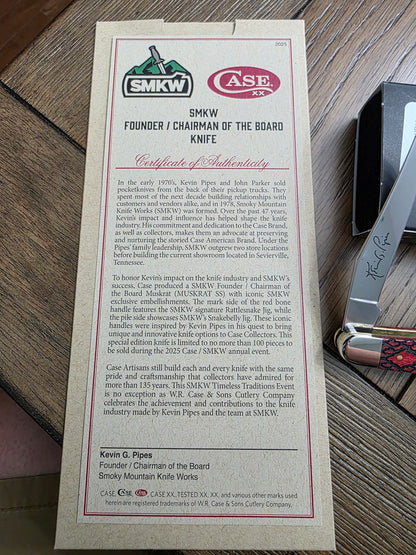 2025
SMKW
CASE
XX
SMKW
FOUNDER / CHAIRMAN OF THE BOARD
KNIFE
Certificate of Authenticity
In the early 1970's, Kevin Pipes and John Parker sold
pocketknives from the back of their pickup trucks. They
spent most of the next decade building relationships with
customers and vendors alike, and in 1978, Smoky Mountain
Knife Works (SMKW) was formed. Over the past 47 years,
Kevin's impact and influence has helped shape the knife
industry. His commitment and dedication to the Case Brand,
as well as collectors, makes them an advocate at preserving
and nurturing the storied Case American Brand. Under the
Pipes' family leadership, SMKW outgrew two store locations
before building the current showroom located in Sevierville,
Tennessee.
To honor Kevin's impact on the knife industry and SMKW's
success, Case produced a SMKW Founder / Chairman of
the Board Muskrat (MUSKRAT SS) with iconic SMKW
exclusive embellishments. The mark side of the red bone
handle features the SMKW signature Rattlesnake Jig, while
the pile side showcases SMKW's Snakebelly Jig. These iconic
handles were inspired by Kevin Pipes in his quest to bring
unique and innovative knife options to Case Collectors. This
special edition knife is limited to no more than 100 pieces to
be sold during the 2025 Case / SMKW annual event.
Case Artisans still build each and every knife with the same
pride and craftsmanship that collectors have admired for
more than 135 years. This SMKW Timeless Traditions Event
is no exception as W.R. Case & Sons Cutlery Company
celebrates the achievement and contributions to the knife
industry made by Kevin Pipes and the team at SMKW.
Kevin G. Pipes
Founder / Chairman of the Board
Smoky Mountain Knife Works
CASE, CASE, CASE, CASE XX, TESTED XX, XX, and various other marks used
herein are registered trademarks of W.R. Case & Sons Cutlery Company.
Kevin G. Pipes